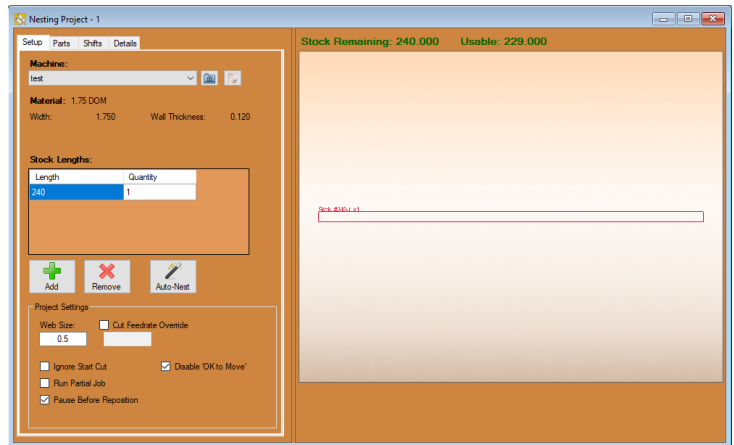 Nesting Project - 1
Setup Parts Shifts Details
Machine:
test
Material: 1.75 DOM
Width: 1.750 Wall Thickness: 0.120
Stock Lengths:
Length Quantity
240 1
Add Remove Auto-Nest
Project Settings
Web Size: Cut Feedrate Override
0.5
Ignore Start Cut Disable 'OK to Move'
Run Partial Job
Pause Before Reposition
Stock Remaining: 240.000 Usable: 229.000
x1